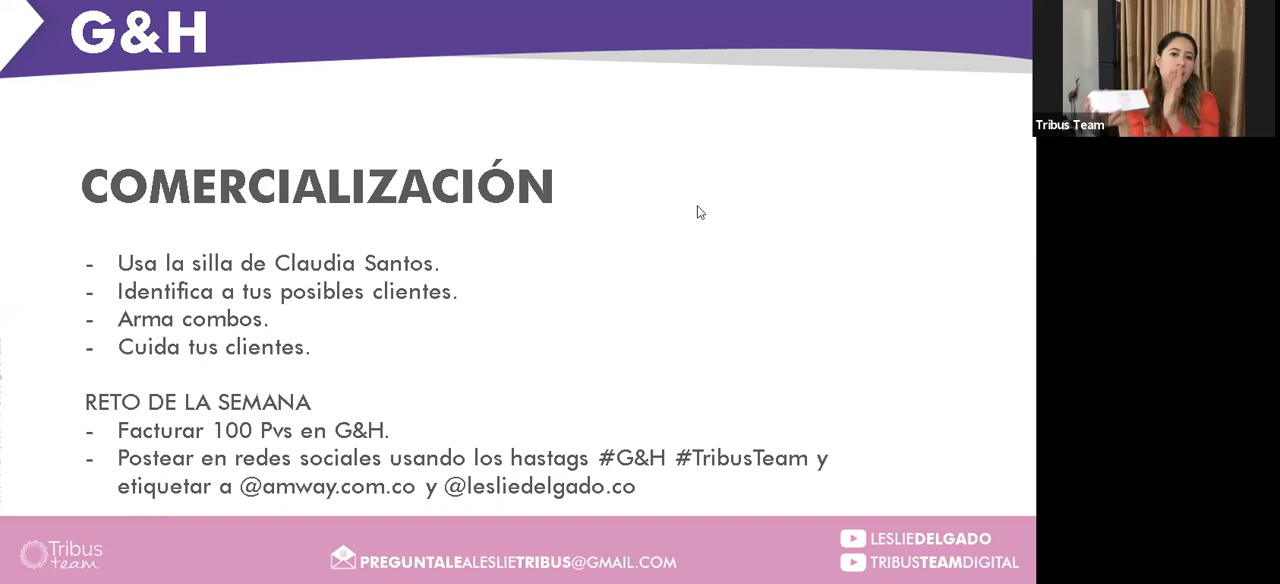 G&H
Tribus Team
COMERCIALIZACIÓN
- Usa la silla de Claudia Santos.
- Identifica a tus posibles clientes.
- Arma combos.
- Cuida tus clientes.
RETO DE LA SEMANA
- Facturar 100 Pvs en G&H.
- Postear en redes sociales usando los hastags #G&H #TribusTeam y
etiquetar a @amway.com.co y @lesliedelgado.co
Tribus
team
PREGUNTALEALESLIETRIBUS@GMAIL.COM
LESLIEDELGADO
TRIBUSTEAMDIGITAL